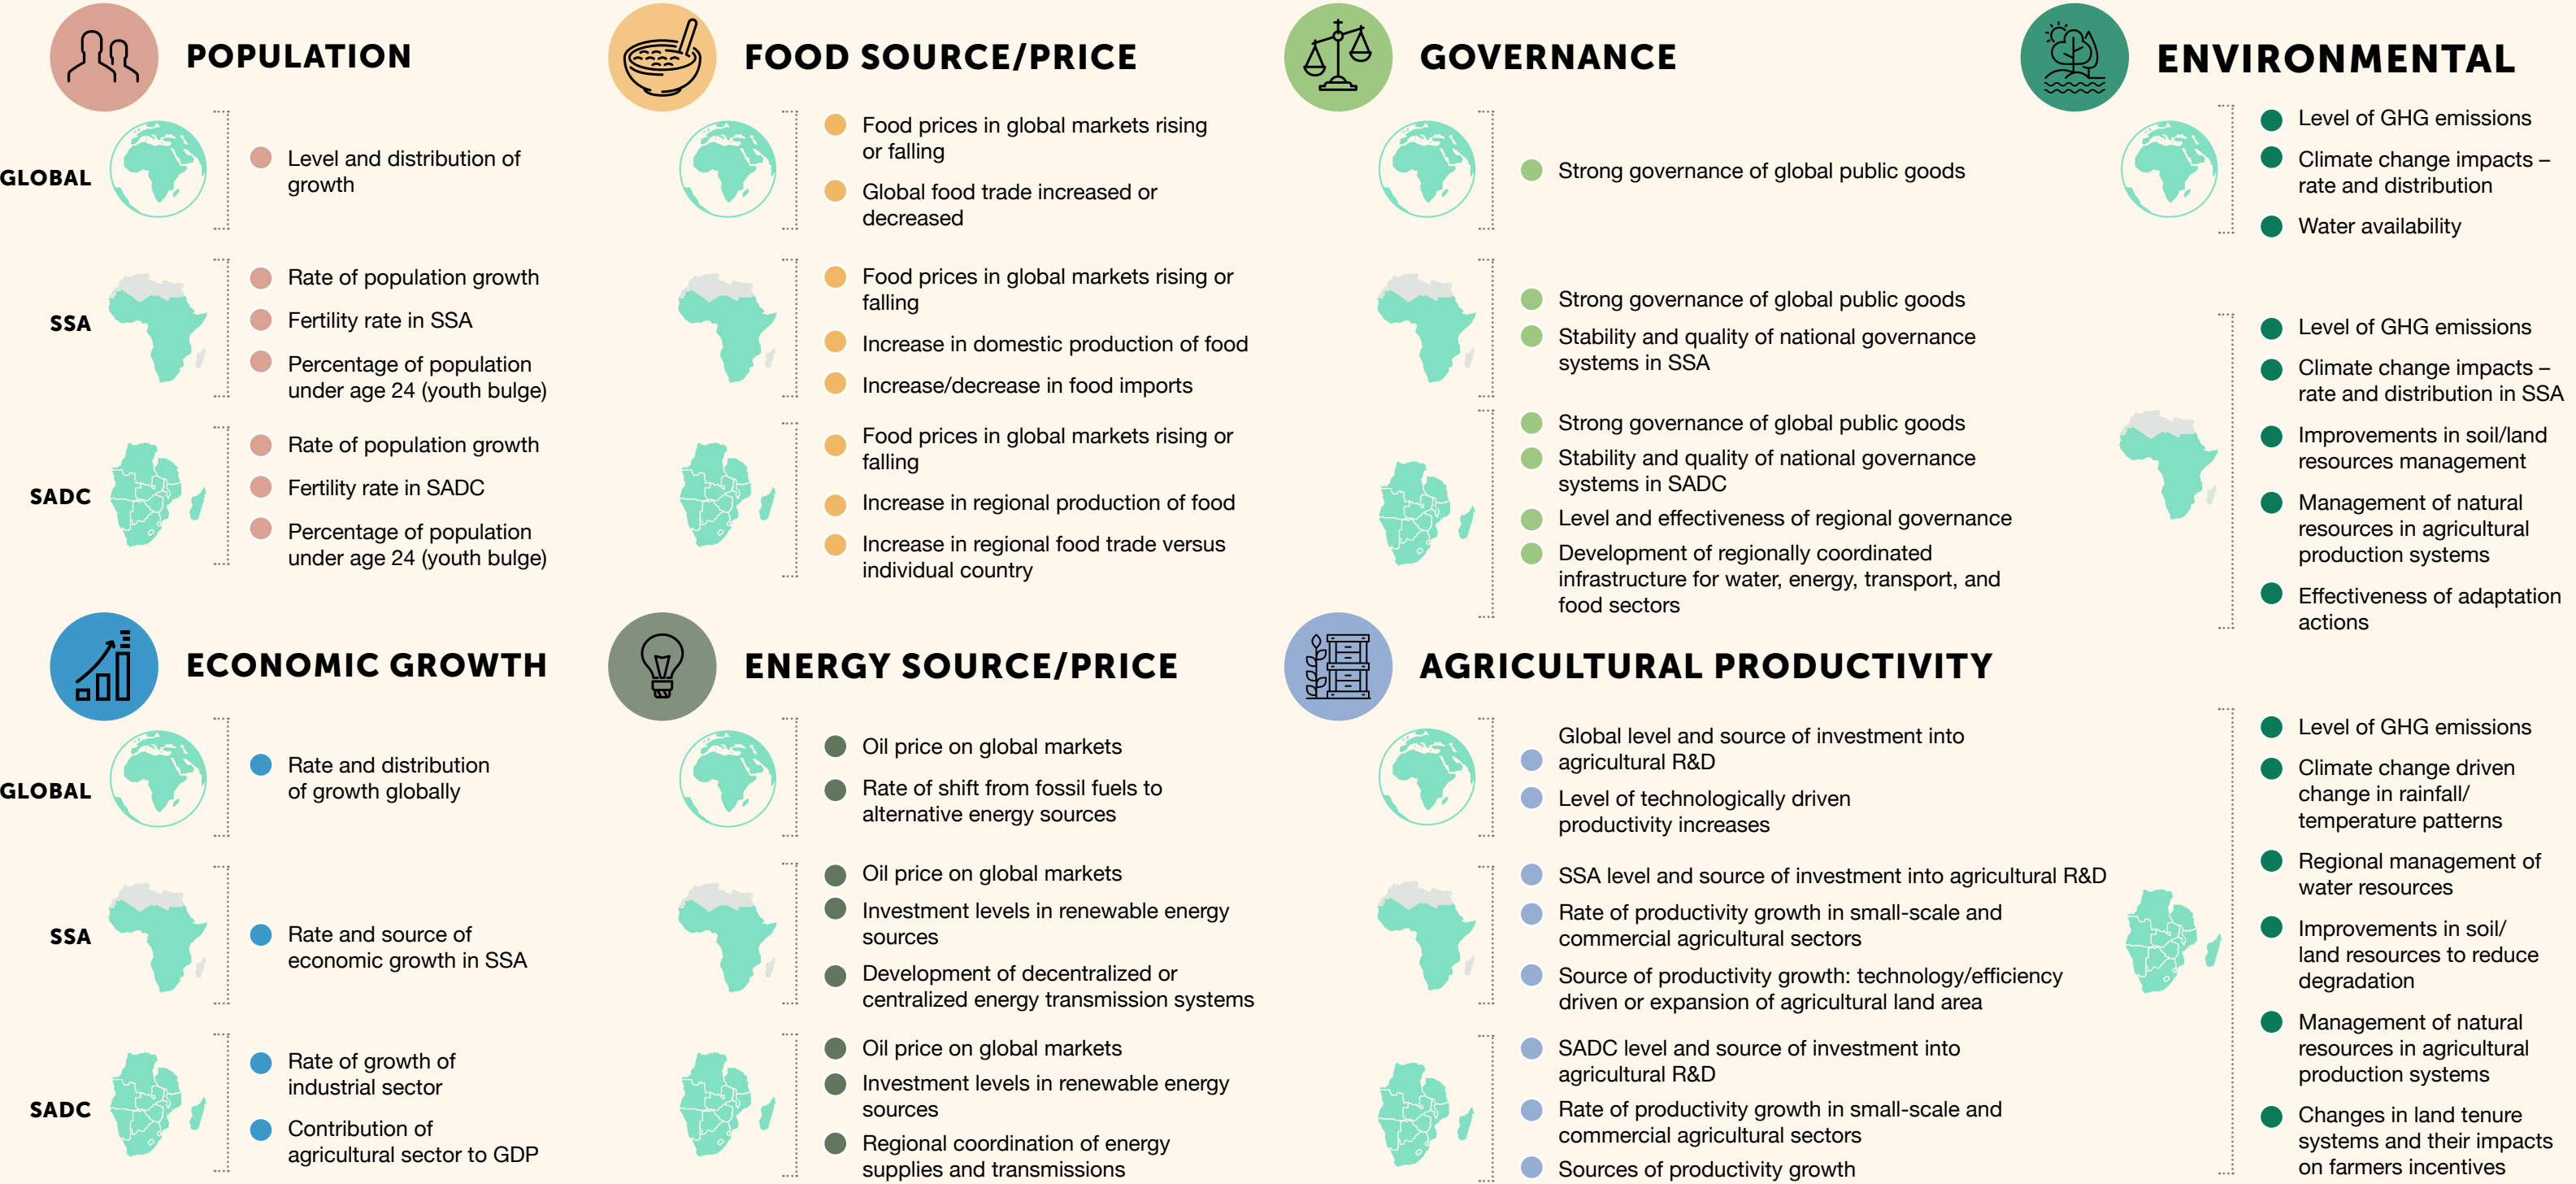 POPULATION
GLOBAL
Level and distribution of
growth
SSA
Rate of population growth
Fertility rate in SSA
Percentage of population
under age 24 (youth bulge)
SADC
Rate of population growth
Fertility rate in SADC
Percentage of population
under age 24 (youth bulge)
FOOD SOURCE/PRICE
Food prices in global markets rising
or falling
Global food trade increased or
decreased
Food prices in global markets rising or
falling
Increase in domestic production of food
Increase/decrease in food imports
Food prices in global markets rising or
falling
Increase in regional production of food
Increase in regional food trade versus
individual country
GOVERNANCE
Strong governance of global public goods
Strong governance of global public goods
Stability and quality of national governance
systems in SSA
Strong governance of global public goods
Stability and quality of national governance
systems in SADC
Level and effectiveness of regional governance
Development of regionally coordinated
infrastructure for water, energy, transport, and
food sectors
ENVIRONMENTAL
Level of GHG emissions
Climate change impacts –
rate and distribution
Water availability
Level of GHG emissions
Climate change impacts –
rate and distribution in SSA
Improvements in soil/land
resources management
Management of natural
resources in agricultural
production systems
Effectiveness of adaptation
actions
Level of GHG emissions
Climate change driven
change in rainfall/
temperature patterns
Regional management of
water resources
Improvements in soil/
land resources to reduce
degradation
Management of natural
resources in agricultural
production systems
Changes in land tenure
systems and their impacts
on farmers incentives
ECONOMIC GROWTH
GLOBAL
Rate and distribution
of growth globally
SSA
Rate and source of
economic growth in SSA
SADC
Rate of growth of
industrial sector
Contribution of
agricultural sector to GDP
ENERGY SOURCE/PRICE
Oil price on global markets
Rate of shift from fossil fuels to
alternative energy sources
Oil price on global markets
Investment levels in renewable energy
sources
Development of decentralized or
centralized energy transmission systems
Oil price on global markets
Investment levels in renewable energy
sources
Regional coordination of energy
supplies and transmissions
AGRICULTURAL PRODUCTIVITY
Global level and source of investment into
agricultural R&D
Level of technologically driven
productivity increases
SSA level and source of investment into agricultural R&D
Rate of productivity growth in small-scale and
commercial agricultural sectors
Source of productivity growth: technology/efficiency
driven or expansion of agricultural land area
SADC level and source of investment into
agricultural R&D
Rate of productivity growth in small-scale and
commercial agricultural sectors
Sources of productivity growth